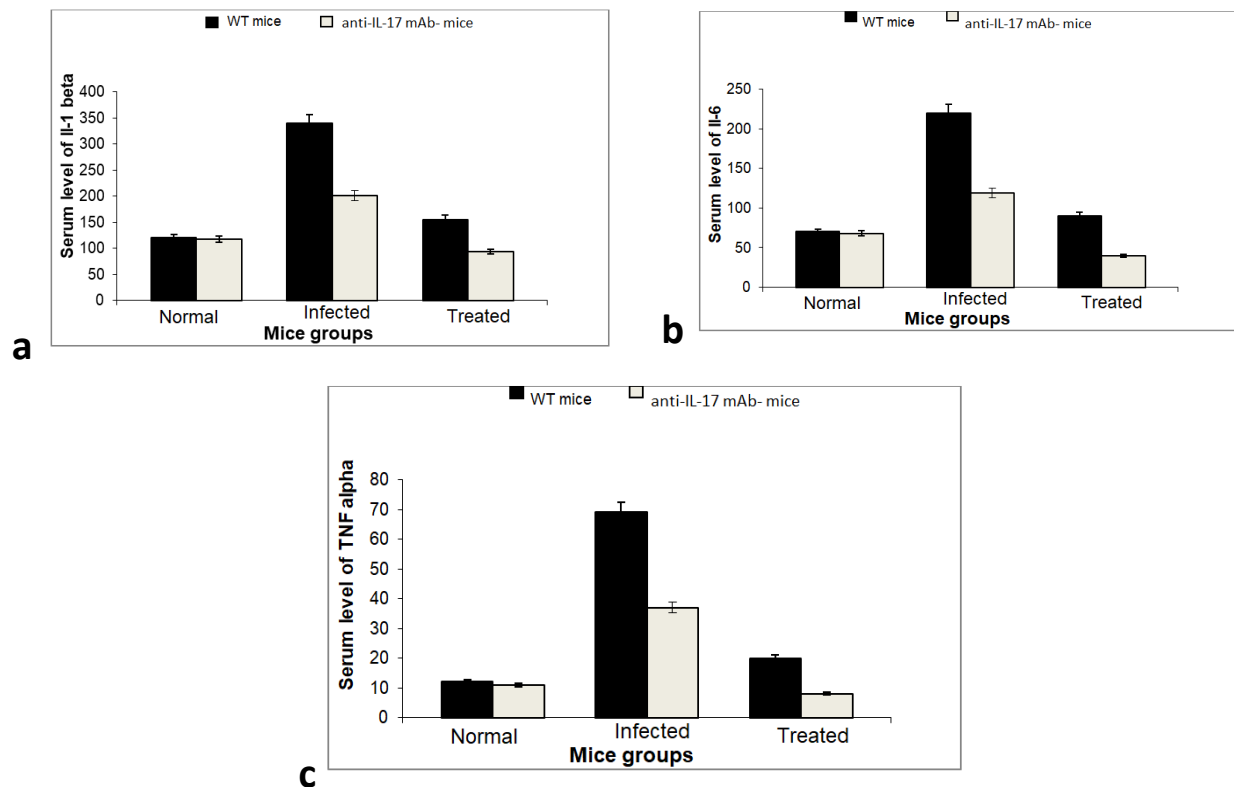 WT mice anti-IL-17 mAb- mice
Serum level of Il-1 beta
400
350
300
250
200
150
100
50
0
Normal Infected Treated
Mice groups
a
WT mice anti-IL-17 mAb- mice
Serum level of Il-6
250
200
150
100
50
0
Normal Infected Treated
Mice groups
b
WT mice anti-IL-17 mAb- mice
Serum level of TNF alpha
80
70
60
50
40
30
20
10
0
Normal Infected Treated
Mice groups
c